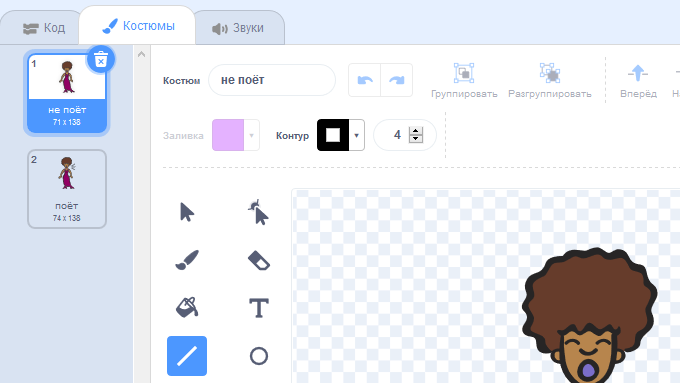 Код Костюмы Звуки
1
не поёт
71 x 138
2
поёт
74 x 138
Костюм не поёт
Группировать Разгруппировать Вперёд На
Заливка Контур 4
T